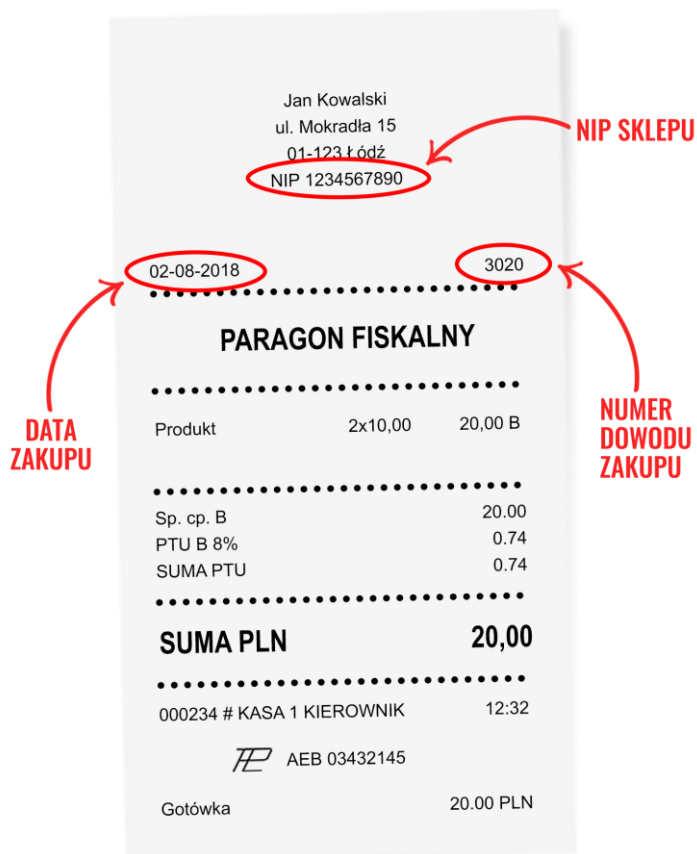 Jan Kowalski
ul. Mokradła 15
01-123 Łódź
NIP 1234567890
NIP SKLEPU
02-08-2018 3020
PARAGON FISKALNY
DATA
ZAKUPU
NUMER
DOWODU
ZAKUPU
Produkt 2x10,00 20,00 B
Sp. cp. B 20.00
PTU B 8% 0.74
SUMA PTU 0.74
SUMA PLN 20,00
000234 # KASA 1 KIEROWNIK 12:32
AEB 03432145
Gotówka 20.00 PLN